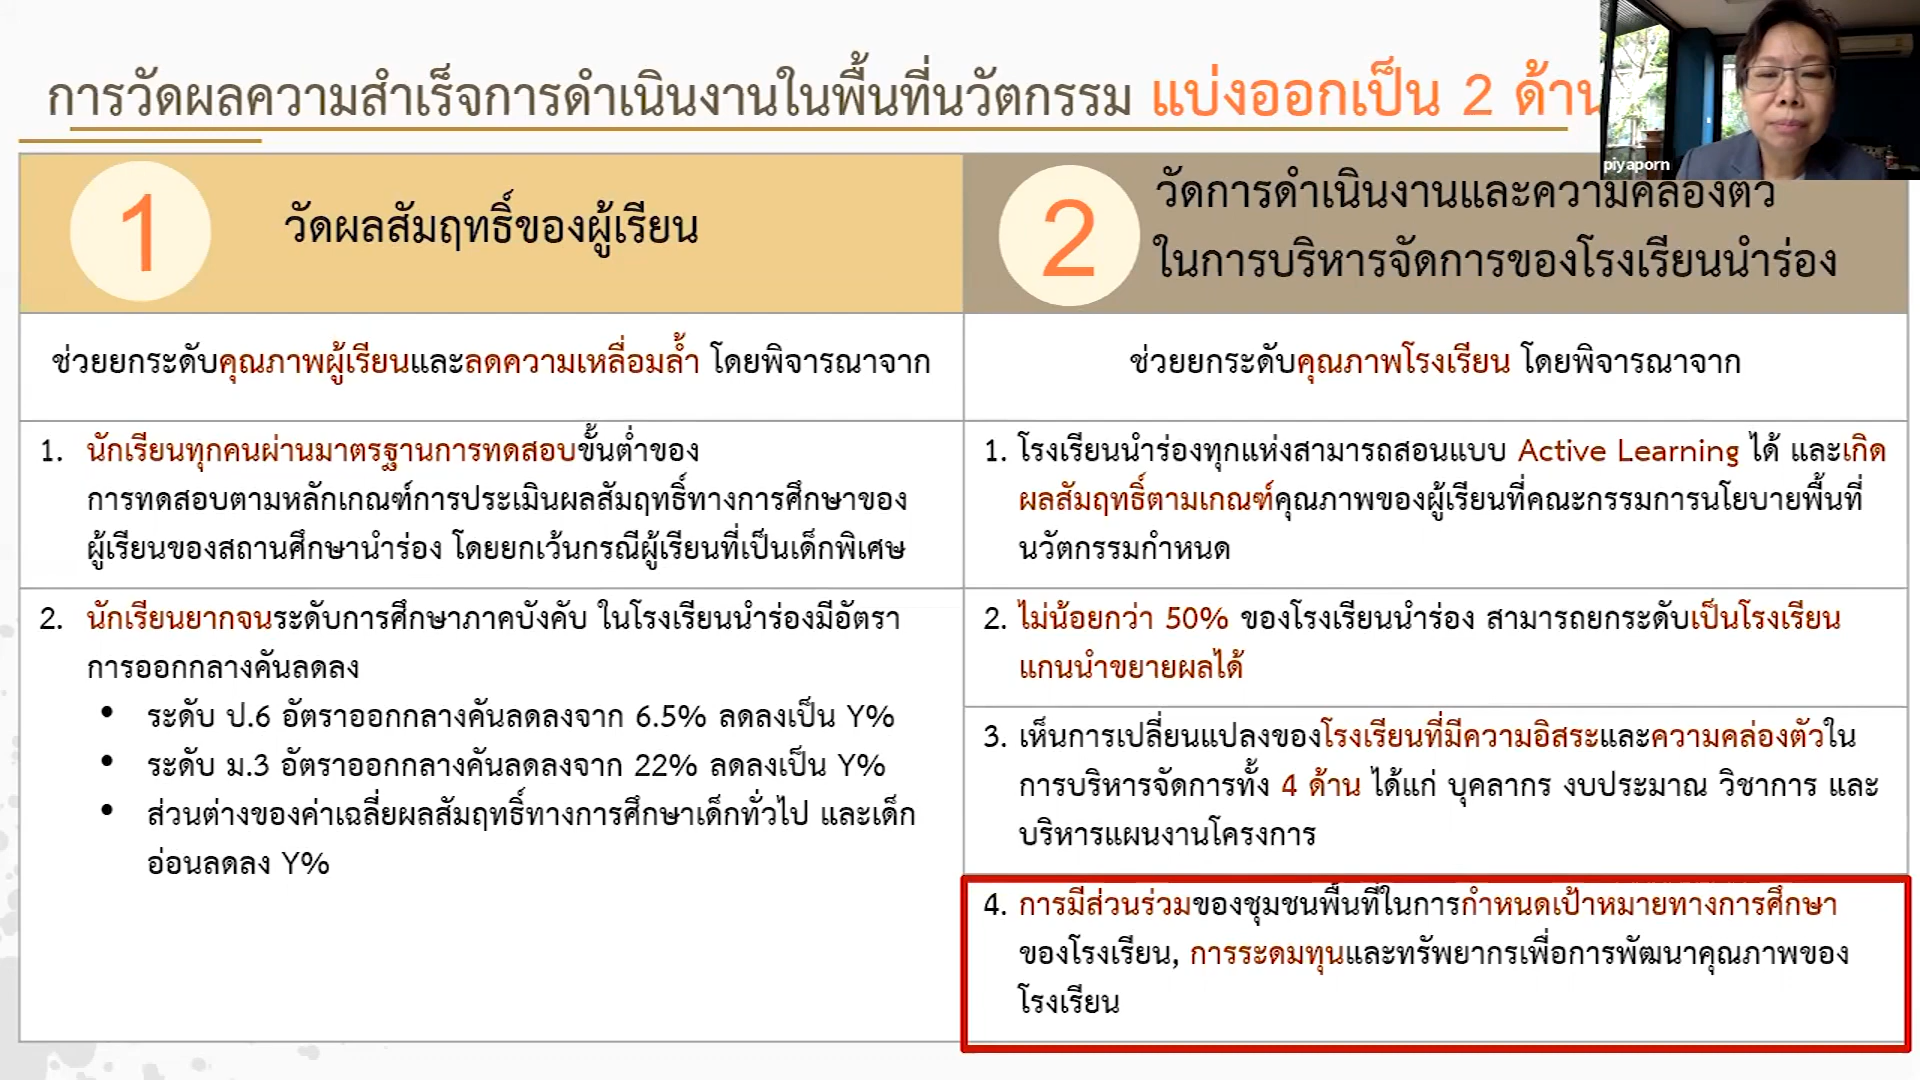 การวัดผลความสำเร็จการดำเนินงานในพื้นที่นวัตกรรม แบ่งออกเป็น 2 ด้าน
piyaporn
1
วัดผลสัมฤทธิ์ของผู้เรียน
2
วัดการดำเนินงานและความคล่องตัว
ในการบริหารจัดการของโรงเรียนนำร่อง
ช่วยยกระดับคุณภาพผู้เรียนและลดความเหลื่อมล้ำ โดยพิจารณาจาก
ช่วยยกระดับคุณภาพโรงเรียน โดยพิจารณาจาก
1. นักเรียนทุกคนผ่านมาตรฐานการทดสอบขั้นต่ำของ
การทดสอบตามหลักเกณฑ์การประเมินผลสัมฤทธิ์ทางการศึกษาของ
ผู้เรียนของสถานศึกษานำร่อง โดยยกเว้นกรณีผู้เรียนที่เป็นเด็กพิเศษ
2. นักเรียนยากจนระดับการศึกษาภาคบังคับ ในโรงเรียนนำร่องมีอัตรา
การออกกลางคันลดลง
• ระดับ ป.6 อัตราออกกลางคันลดลงจาก 6.5% ลดลงเป็น Y%
• ระดับ ม.3 อัตราออกกลางคันลดลงจาก 22% ลดลงเป็น Y%
• ส่วนต่างของค่าเฉลี่ยผลสัมฤทธิ์ทางการศึกษาเด็กทั่วไป และเด็ก
อ่อนลดลง Y%
1. โรงเรียนนำร่องทุกแห่งสามารถสอนแบบ Active Learning ได้ และเกิด
ผลสัมฤทธิ์ตามเกณฑ์คุณภาพของผู้เรียนที่คณะกรรมการนโยบายพื้นที่
นวัตกรรมกำหนด
2. ไม่น้อยกว่า 50% ของโรงเรียนนำร่อง สามารถยกระดับเป็นโรงเรียน
แกนนำขยายผลได้
3. เห็นการเปลี่ยนแปลงของโรงเรียนที่มีความอิสระและความคล่องตัวใน
การบริหารจัดการทั้ง 4 ด้าน ได้แก่ บุคลากร งบประมาณ วิชาการ และ
บริหารแผนงานโครงการ
4. การมีส่วนร่วมของชุมชนพื้นที่ในการกำหนดเป้าหมายทางการศึกษา
ของโรงเรียน, การระดมทุนและทรัพยากรเพื่อการพัฒนาคุณภาพของ
โรงเรียน